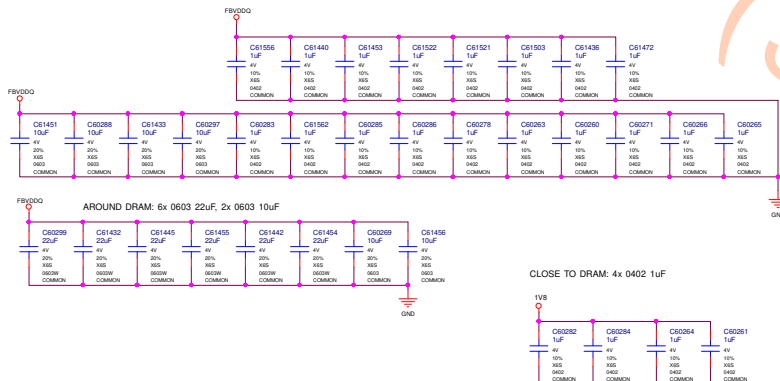 FBVDDQ
C61556 C61440 C61453 C61522 C61521 C61503 C61436 C61472
1uF 1uF 1uF 1uF 1uF 1uF 1uF 1uF
4V 4V 4V 4V 4V 4V 4V 4V
10% 10% 10% 10% 10% 10% 10% 10%
X6S X6S X6S X6S X6S X6S X6S X6S
0402 0402 0402 0402 0402 0402 0402 0402
COMMON COMMON COMMON COMMON COMMON COMMON COMMON COMMON
FBVDDQ
C61451 C60288 C61433 C60297 C60283 C61562 C60285 C60286 C60278 C60263 C60260 C60271 C60266 C60265
10uF 10uF 10uF 10uF 1uF 1uF 1uF 1uF 1uF 1uF 1uF 1uF 1uF 1uF
4V 4V 4V 4V 4V 4V 4V 4V 4V 4V 4V 4V 4V 4V
20% 20% 20% 20% 10% 10% 10% 10% 10% 10% 10% 10% 10% 10%
X6S X6S X6S X6S X6S X6S X6S X6S X6S X6S X6S X6S X6S X6S
0603 0603 0603 0603 0402 0402 0402 0402 0402 0402 0402 0402 0402 0402
COMMON COMMON COMMON COMMON COMMON COMMON COMMON COMMON COMMON COMMON COMMON COMMON COMMON COMMON
FBVDDQ
AROUND DRAM: 6x 0603 22uF, 2x 0603 10uF
C60299 C61432 C61445 C61455 C61442 C61454 C60269 C61456
22uF 22uF 22uF 22uF 22uF 22uF 10uF 10uF
4V 4V 4V 4V 4V 4V 4V 4V
20% 20% 20% 20% 20% 20% 20% 20%
X6S X6S X6S X6S X6S X6S X6S X6S
0603W 0603W 0603W 0603W 0603W 0603W 0603 0603
COMMON COMMON COMMON COMMON COMMON COMMON COMMON COMMON
GND
CLOSE TO DRAM: 4x 0402 1uF
1V8
C60282 C60284 C60264 C60261
1uF 1uF 1uF 1uF
4V 4V 4V 4V
10% 10% 10% 10%
X6S X6S X6S X6S
0402 0402 0402 0402
COMMON COMMON COMMON COMMON